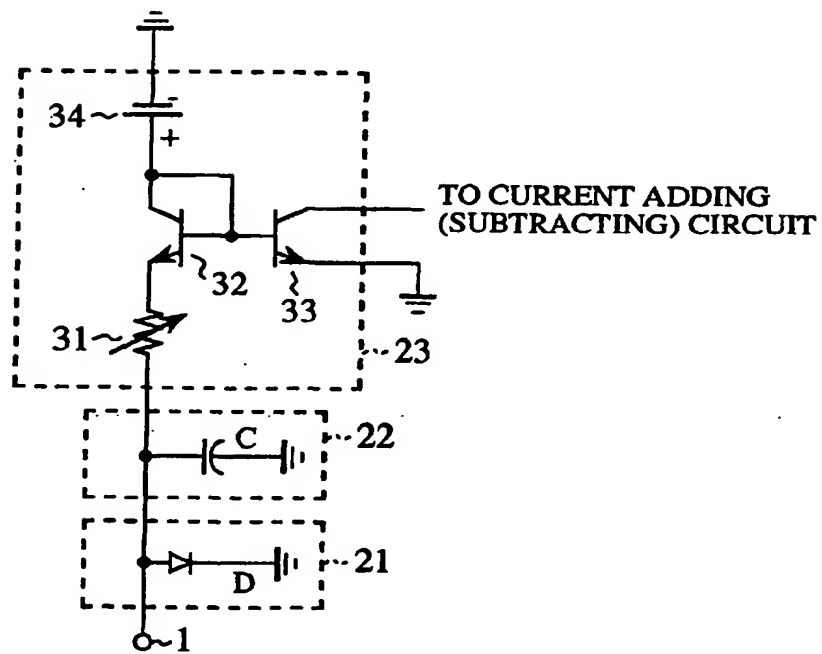 34
-
+
TO CURRENT ADDING
(SUBTRACTING) CIRCUIT
32
33
31
23
C
22
D
21
1